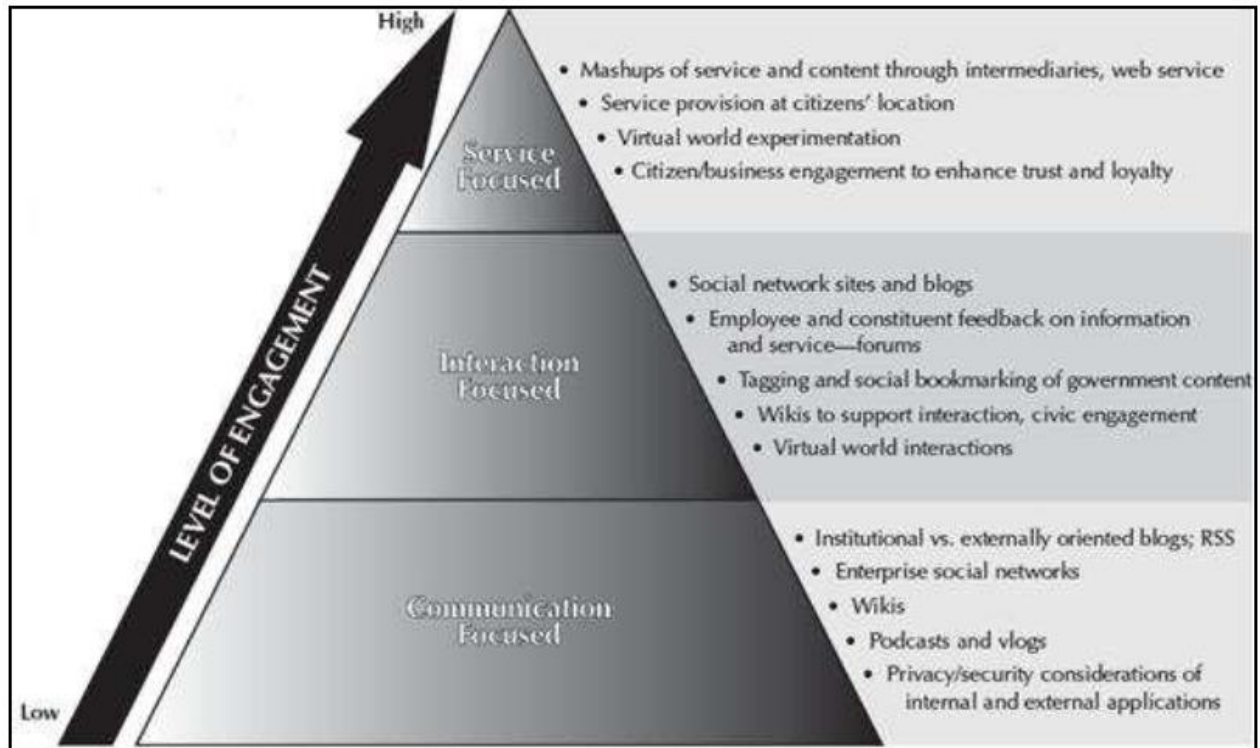 High
• Mashups of service and content through intermediaries, web service
• Service provision at citizens' location
• Virtual world experimentation
• Citizen/business engagement to enhance trust and loyalty
Service
Focused
LEVEL OF ENGAGEMENT
• Social network sites and blogs
• Employee and constituent feedback on information
and service—forums
• Tagging and social bookmarking of government content
• Wikis to support interaction, civic engagement
• Virtual world interactions
Interaction
Focused
• Institutional vs. externally oriented blogs; RSS
• Enterprise social networks
• Wikis
• Podcasts and vlogs
• Privacy/security considerations of
internal and external applications
Communication
Focused
Low